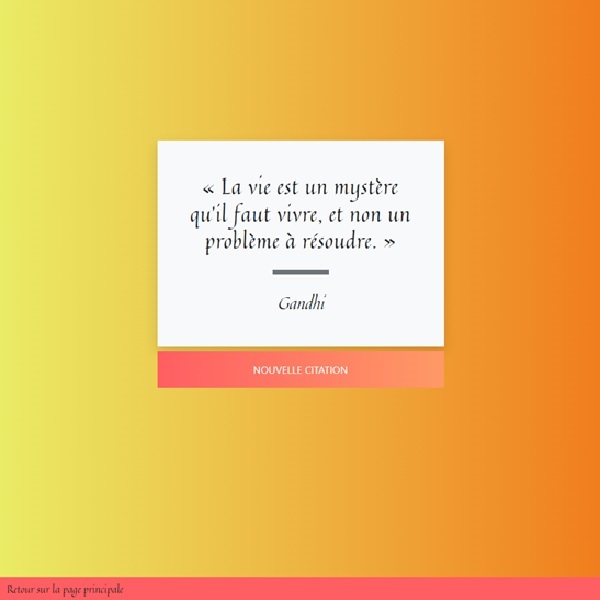 « La vie est un mystère
qu'il faut vivre, et non un
problème à résoudre. »
Gandhi
NOUVELLE CITATION
Retour sur la page principale